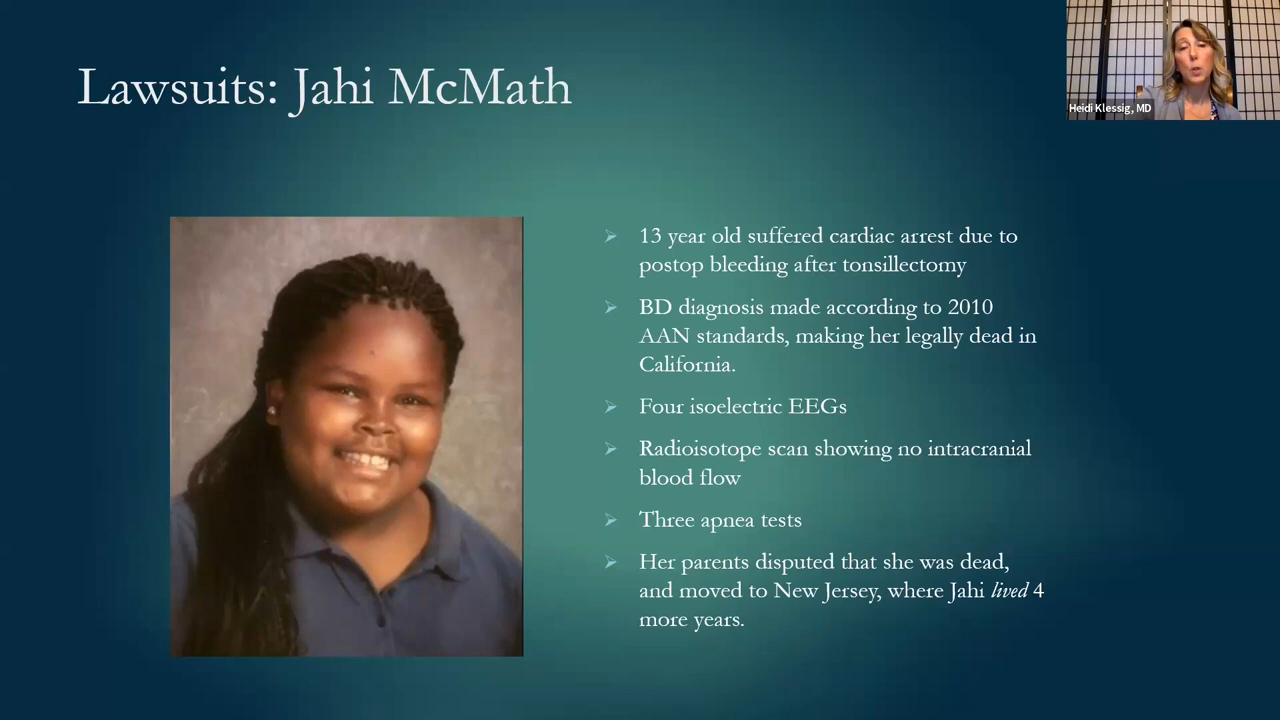 Lawsuits: Jahi McMath
Heidi Klessig, MD
13 year old suffered cardiac arrest due to
postop bleeding after tonsillectomy
BD diagnosis made according to 2010
AAN standards, making her legally dead in
California.
Four isoelectric EEGs
Radioisotope scan showing no intracranial
blood flow
Three apnea tests
Her parents disputed that she was dead,
and moved to New Jersey, where Jahi lived 4
more years.